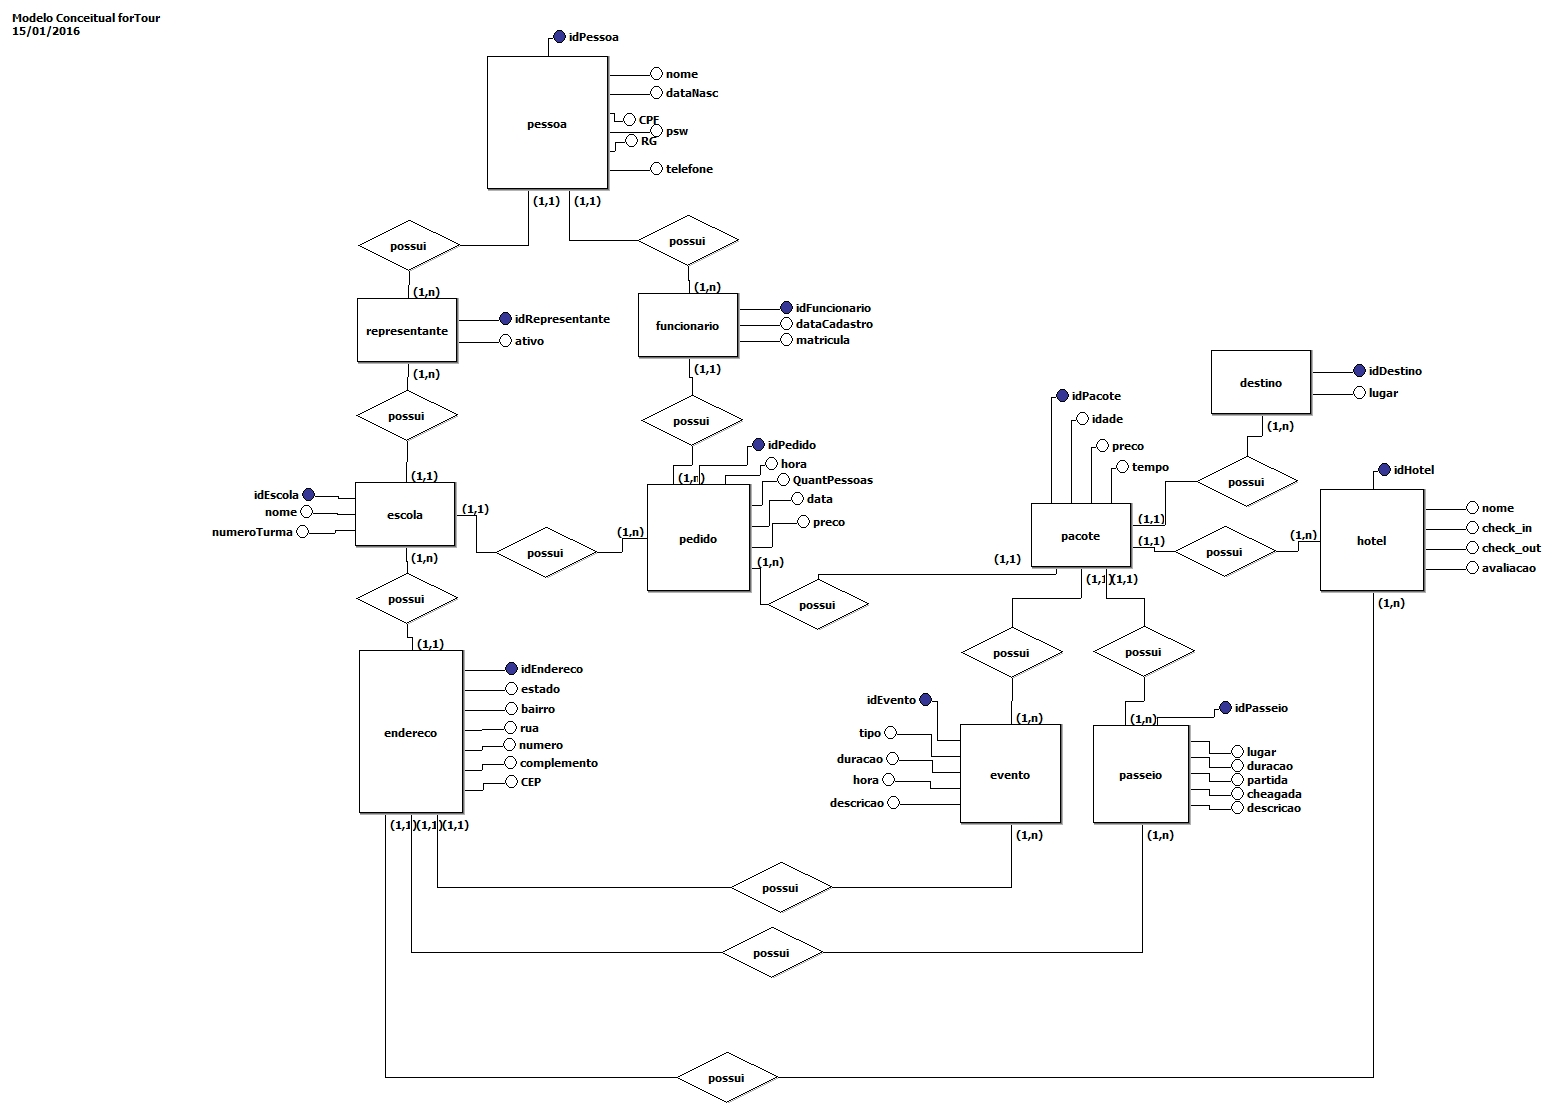 Modelo Conceitual forTour
15/01/2016
idPessoa
pessoa
nome
dataNasc
CPF
psw
RG
telefone
(1,1)
(1,1)
possui
possui
(1,n)
(1,n)
representante
idRepresentante
ativo
funcionario
idFuncionario
dataCadastro
matricula
(1,n)
(1,1)
possui
possui
destino
idDestino
lugar
(1,n)
possui
idPacote
idade
preco
tempo
pacote
(1,1)
(1,1)
(1,1)
(1,1)
(1,1)
possui
(1,n)
idHotel
hotel
nome
check_in
check_out
avaliacao
(1,n)
(1,1)
idEscola
nome
numeroTurma
escola
(1,1)
possui
(1,n)
(1,n)
idPedido
hora
QuantPessoas
data
preco
pedido
(1,n)
possui
(1,n)
possui
(1,1)
endereco
idEndereco
estado
bairro
rua
numero
complemento
CEP
(1,1)
(1,1)
(1,1)
possui
possui
(1,n)
(1,n)
idEvento
tipo
duracao
hora
descricao
evento
(1,n)
idPasseio
passeio
lugar
duracao
partida
cheagada
descricao
(1,n)
possui
possui
possui